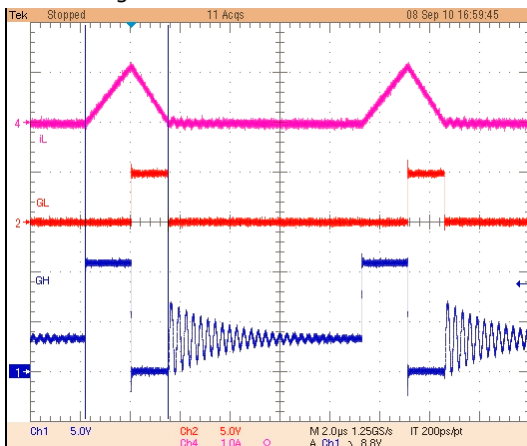 Tek Stopped 11 Acqs 08 Sep 10 16:59:45
4
iL
GL
2
GH
1
Ch1 5.0V Ch2 5.0V M 2.0µs 1.25GS/s IT 200ps/pt
Ch4 1.0A Ω A Ch1 ↘ 8.8V